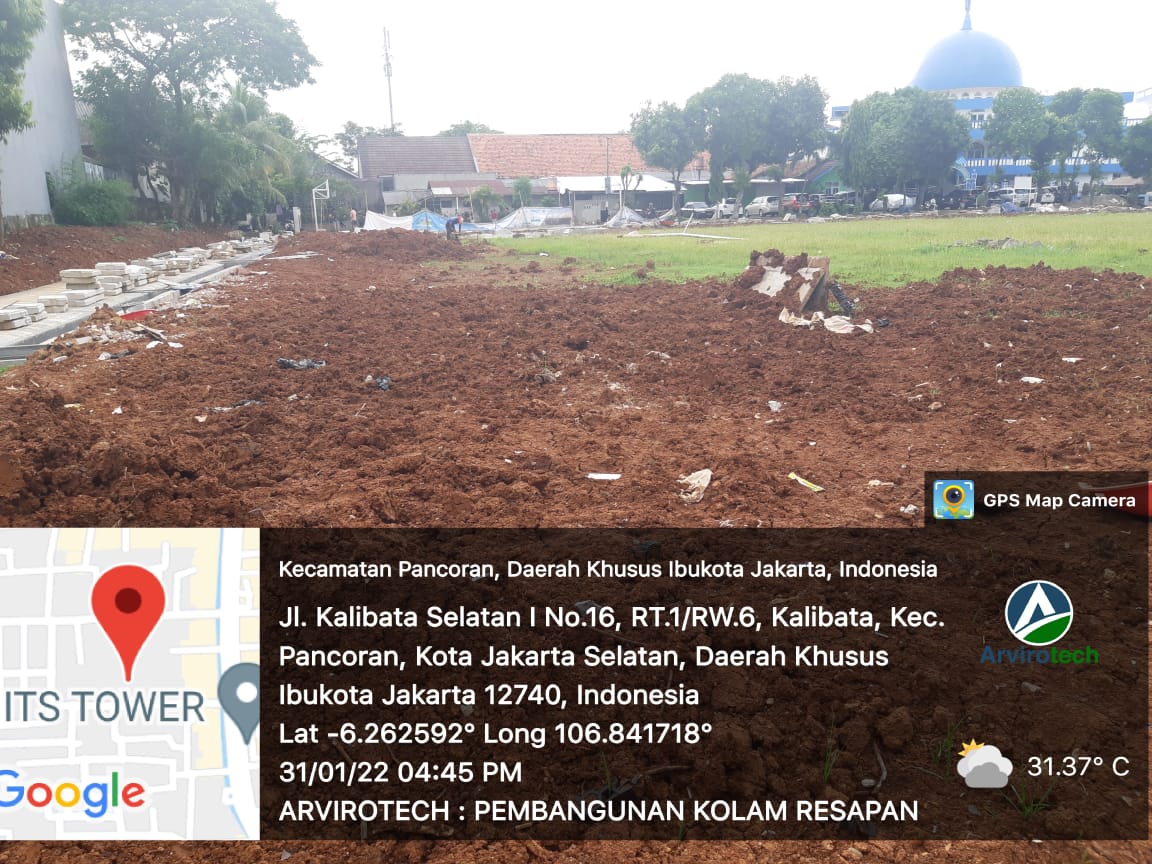 GPS Map Camera
Kecamatan Pancoran, Daerah Khusus Ibukota Jakarta, Indonesia
Jl. Kalibata Selatan I No.16, RT.1/RW.6, Kalibata, Kec.
Pancoran, Kota Jakarta Selatan, Daerah Khusus
Ibukota Jakarta 12740, Indonesia
Lat -6.262592° Long 106.841718°
31/01/22 04:45 PM
ARVIROTECH : PEMBANGUNAN KOLAM RESAPAN
Arvirotech
31.37° C
ITS TOWER
Google